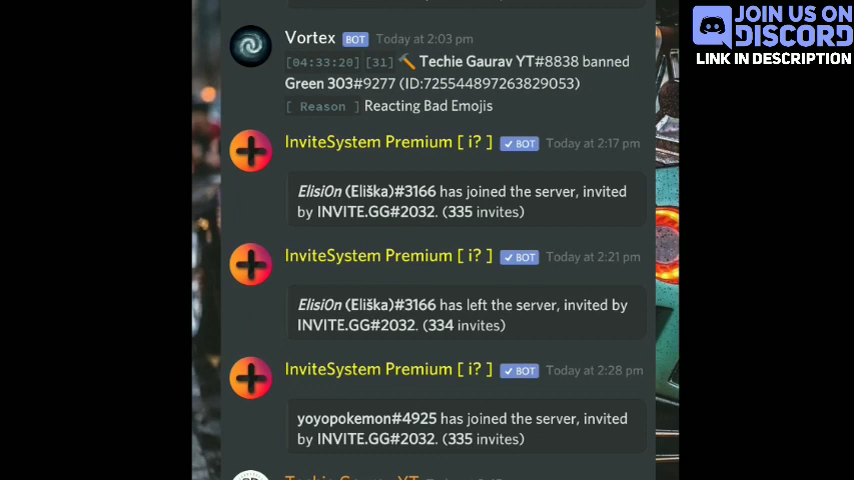 JOIN US ON
DISCORD
LINK IN DESCRIPTION
Vortex BOT Today at 2:03 pm
[04:33:20] [31] Techie Gaurav YT#8838 banned
Green 303#9277 (ID:725544897263829053)
[ Reason ] Reacting Bad Emojis
InviteSystem Premium [ i? ] ✔ BOT Today at 2:17 pm
Elisi0n (Eliška)#3166 has joined the server, invited
by INVITE.GG#2032. (335 invites)
InviteSystem Premium [ i? ] ✔ BOT Today at 2:21 pm
Elisi0n (Eliška)#3166 has left the server, invited by
INVITE.GG#2032. (334 invites)
InviteSystem Premium [ i? ] ✔ BOT Today at 2:28 pm
yoyopokemon#4925 has joined the server, invited
by INVITE.GG#2032. (335 invites)
Techie Gaurav YT